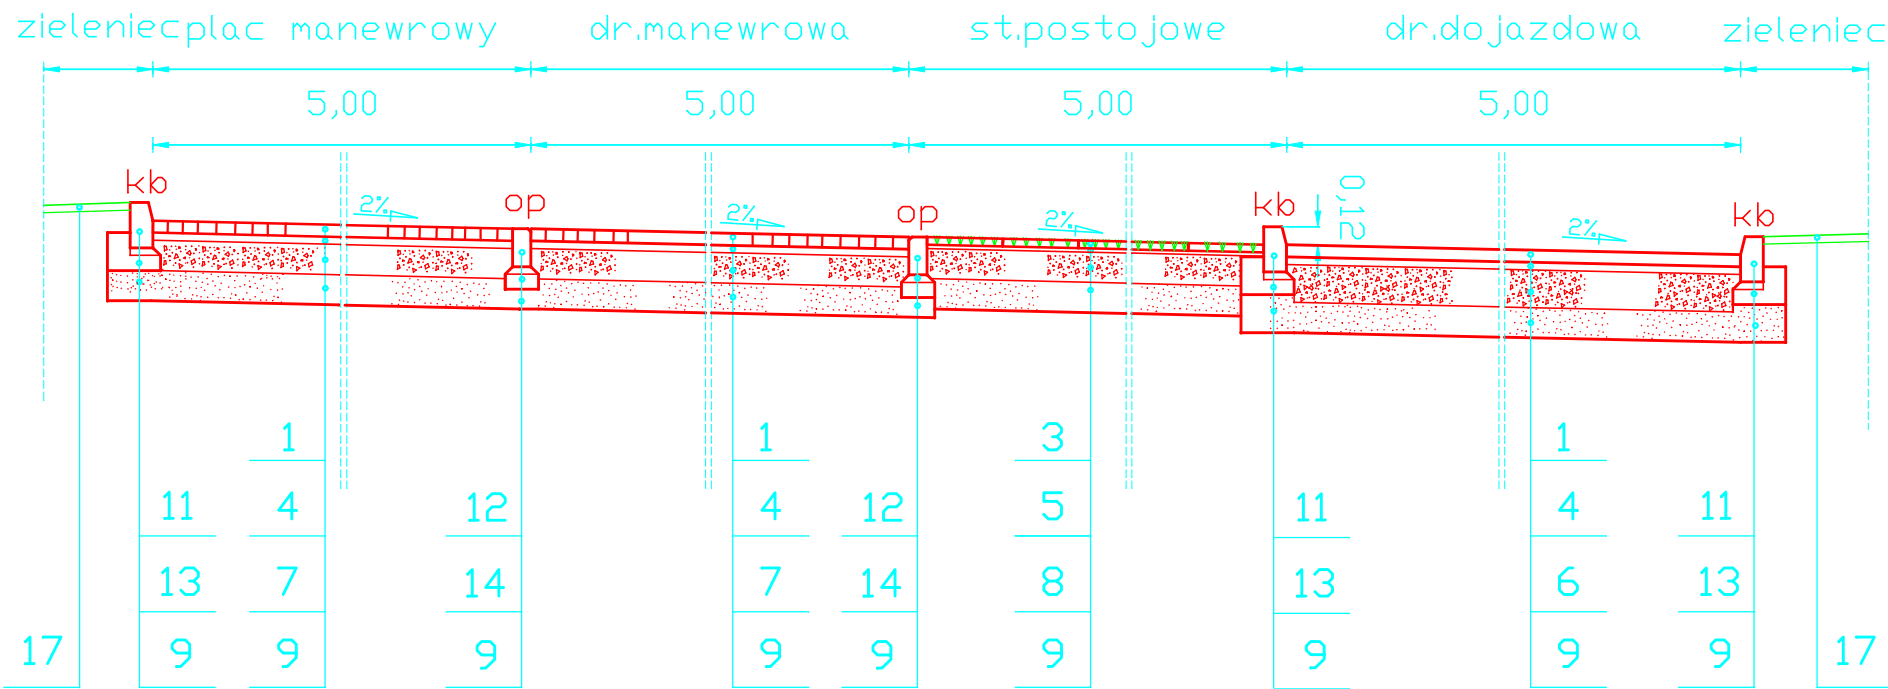 zieleniec plac manewrowy dr.manewrowa st.postojowe dr.dojazdowa zieleniec
5,00 5,00 5,00 5,00
kb op op kb kb
0,12
2% 2% 2% 2%
1 1 3 1
11 4 12 4 12 5 11 4 11
13 7 14 7 14 8 13 6 13
17 9 9 9 9 9 9 9 9 9 17